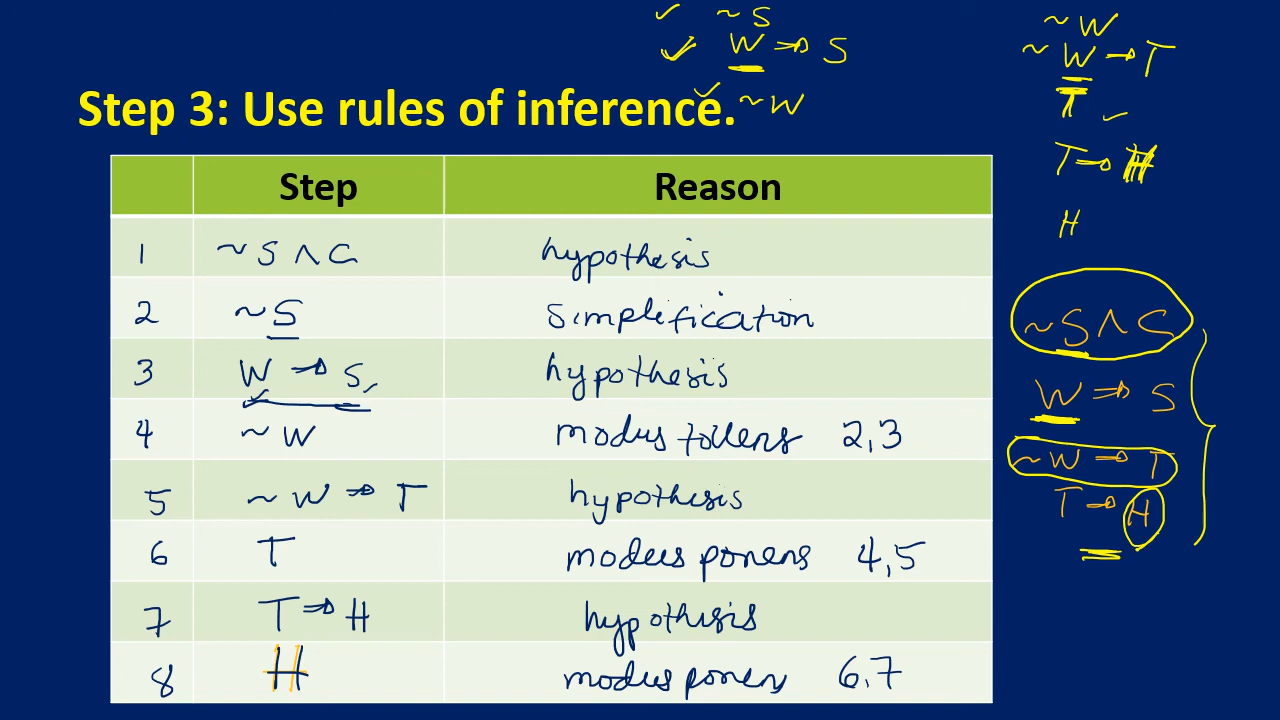 ~ S
W → S
~ W
~ W
~ W → T
T
T → H
H
Step 3: Use rules of inference.
Step Reason
1 ~ S ∧ C hypothesis
2 ~ S simplification
3 W → S hypothesis
4 ~ W modus tollens 2,3
5 ~ W → T hypothesis
6 T modus ponens 4,5
7 T → H hypothesis
8 H modus ponens 6,7
~ S ∧ C
W → S
~ W → T
T → H